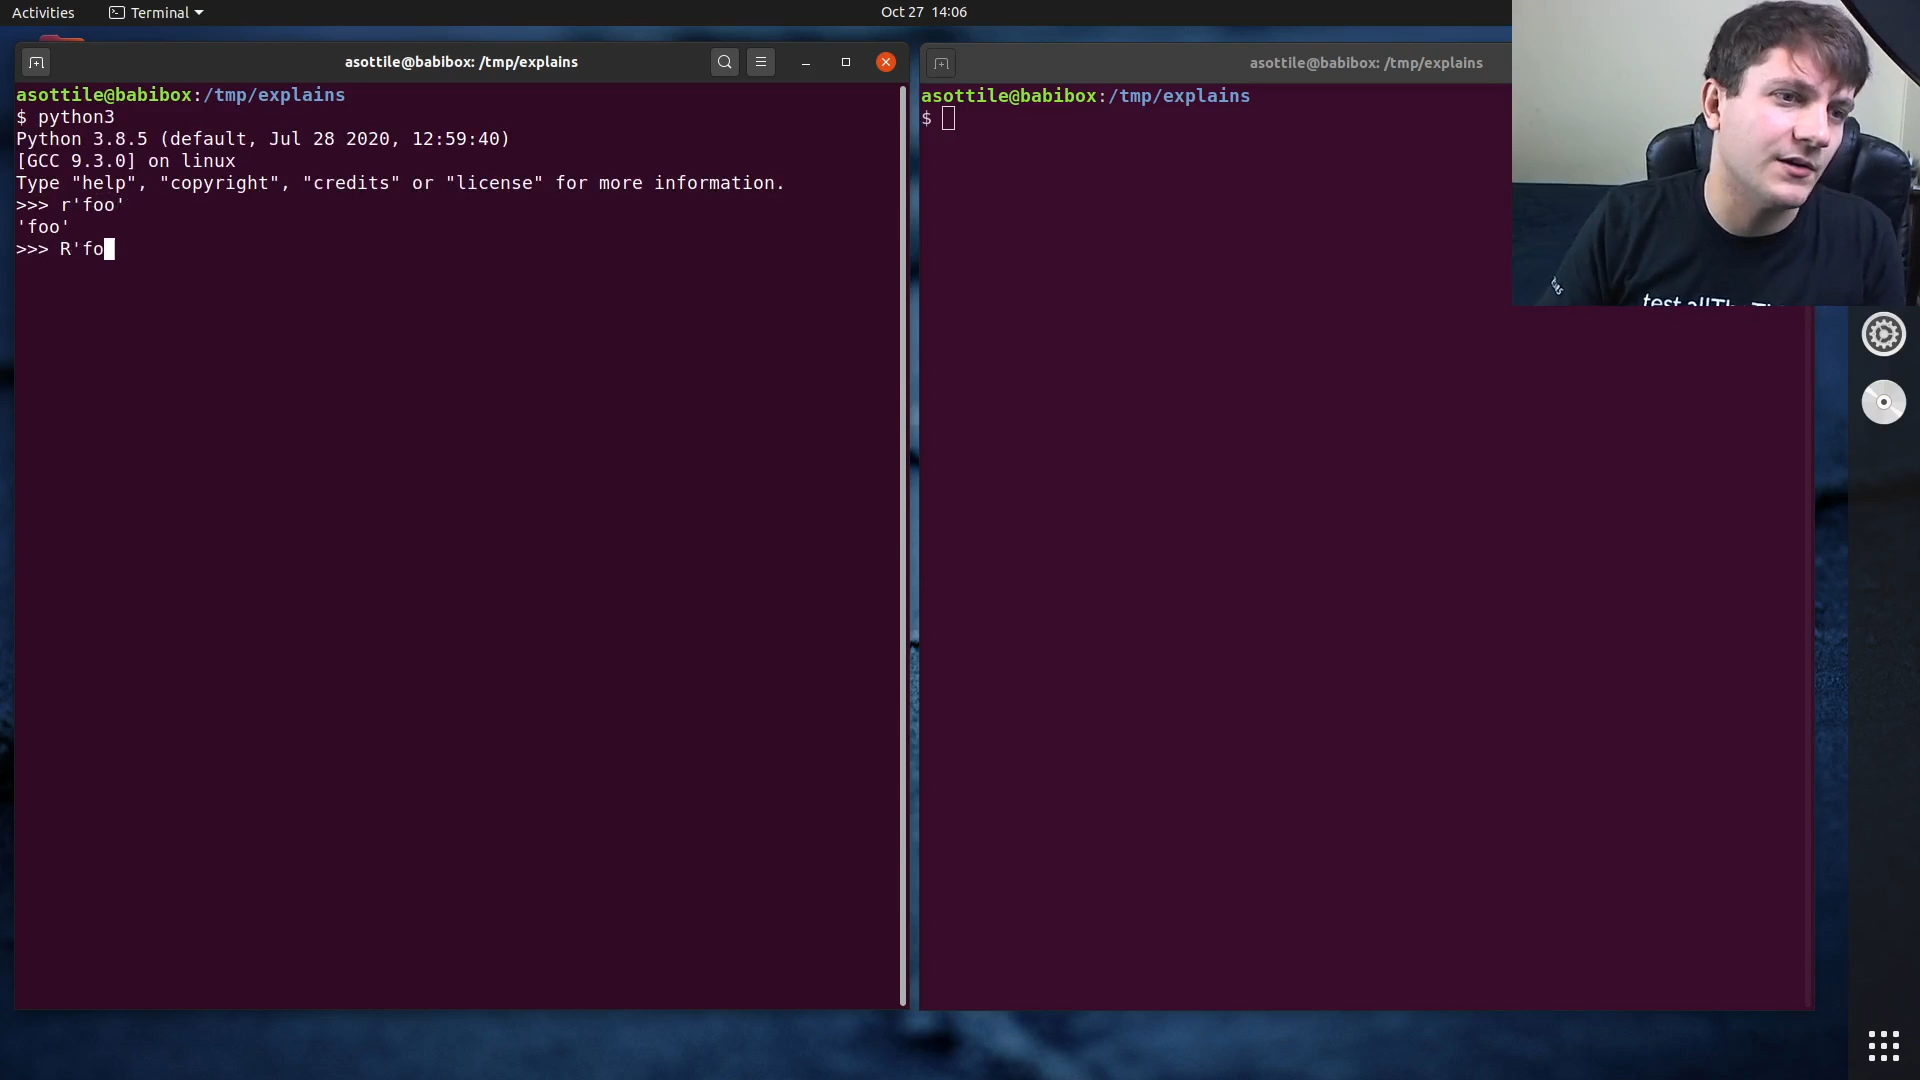 Activities
Terminal
Oct 27 14:06
asottile@babibox: /tmp/explains
asottile@babibox:/tmp/explains
$ python3
Python 3.8.5 (default, Jul 28 2020, 12:59:40)
[GCC 9.3.0] on linux
Type "help", "copyright", "credits" or "license" for more information.
>>> r'foo'
'foo'
>>> R'fo
asottile@babibox: /tmp/explains
asottile@babibox:/tmp/explains
$
test